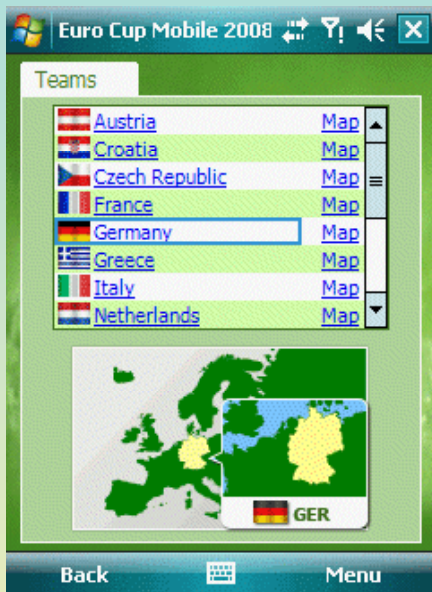 Euro Cup Mobile 2008
Teams
Austria Map
Croatia Map
Czech Republic Map
France Map
Germany Map
Greece Map
Italy Map
Netherlands Map
GER
Back Menu